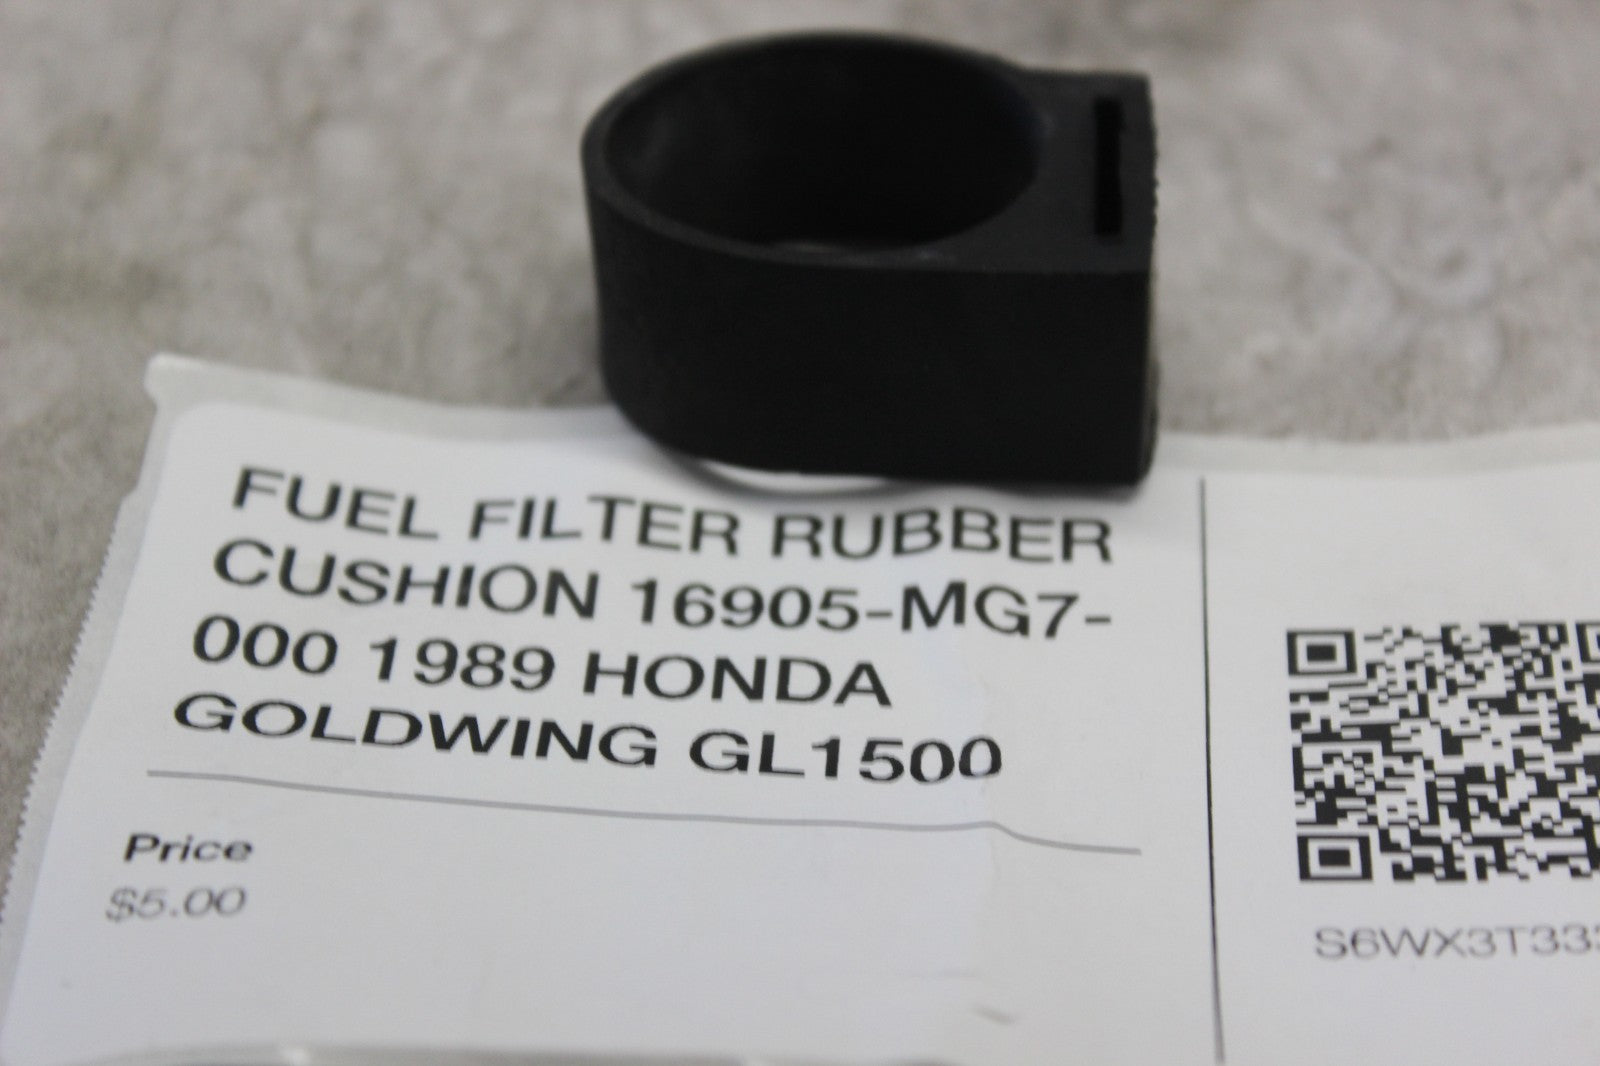 FUEL FILTER RUBBER
CUSHION 16905-MG7-
000 1989 HONDA
GOLDWING GL1500
Price
$5.00